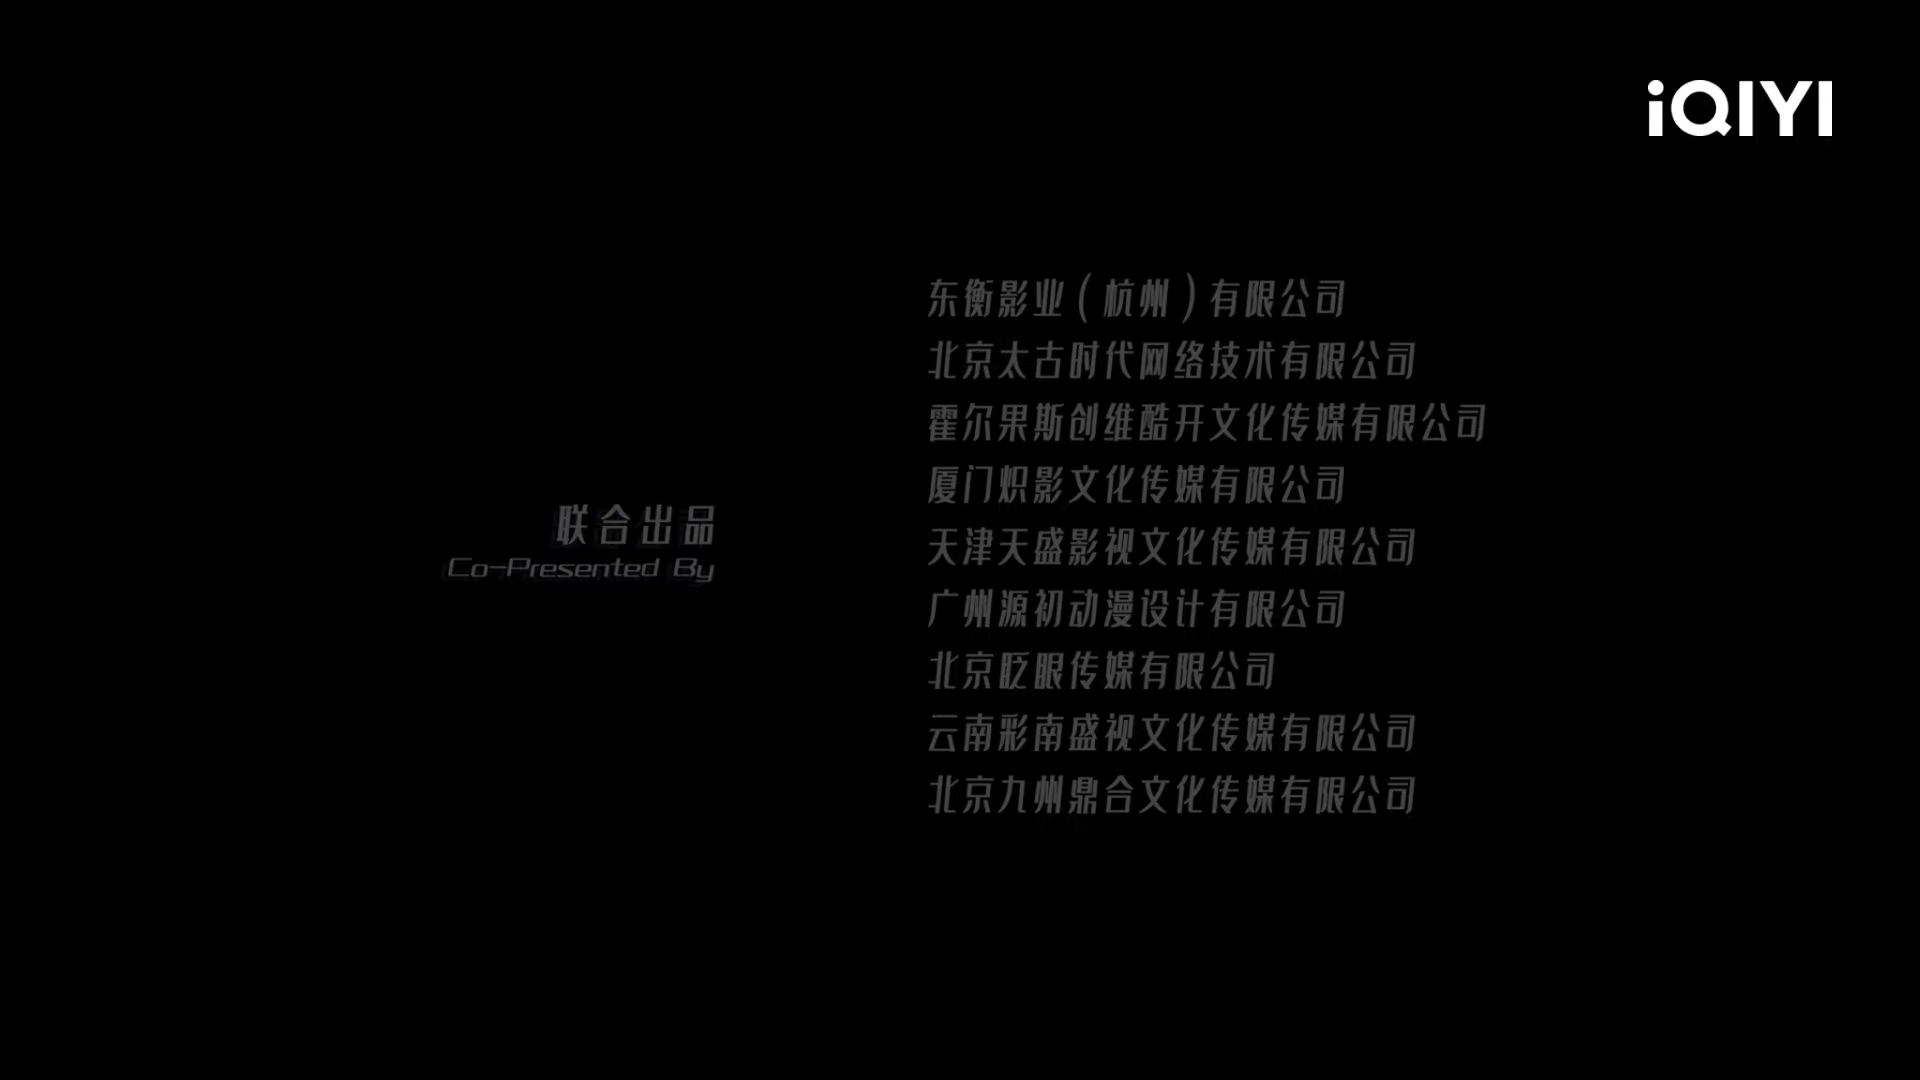 iQIYI
东衡影业(杭州)有限公司
北京太古时代网络技术有限公司
霍尔果斯创维酷开文化传媒有限公司
厦门炽影文化传媒有限公司
联合出品
Co-Presented By
天津天盛影视文化传媒有限公司
广州源初动漫设计有限公司
北京眨眼传媒有限公司
云南彩南盛视文化传媒有限公司
北京九州鼎合文化传媒有限公司